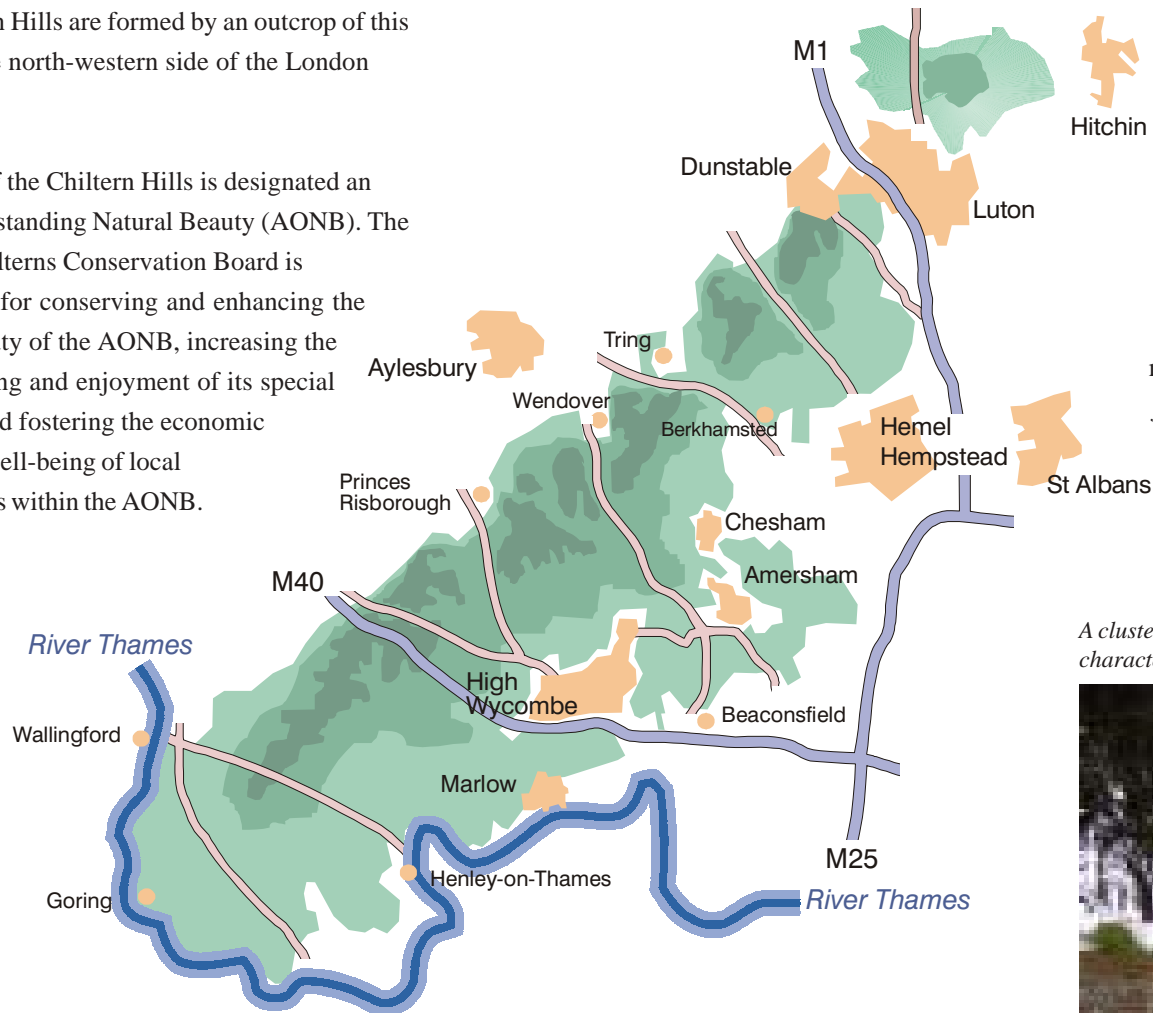 n Hills are formed by an outcrop of this
north-western side of the London
f the Chiltern Hills is designated an
standing Natural Beauty (AONB). The
lterns Conservation Board is
for conserving and enhancing the
ty of the AONB, increasing the
ng and enjoyment of its special
d fostering the economic
ell-being of local
s within the AONB.
M1
Hitchin
Dunstable
Luton
Tring
Aylesbury
Wendover
Berkhamsted
Hemel
Hempstead
St Albans
Princes
Risborough
Chesham
Amersham
M40
River Thames
High
Wycombe
Beaconsfield
Wallingford
Marlow
M25
Henley-on-Thames
Goring
River Thames
A cluste
characte